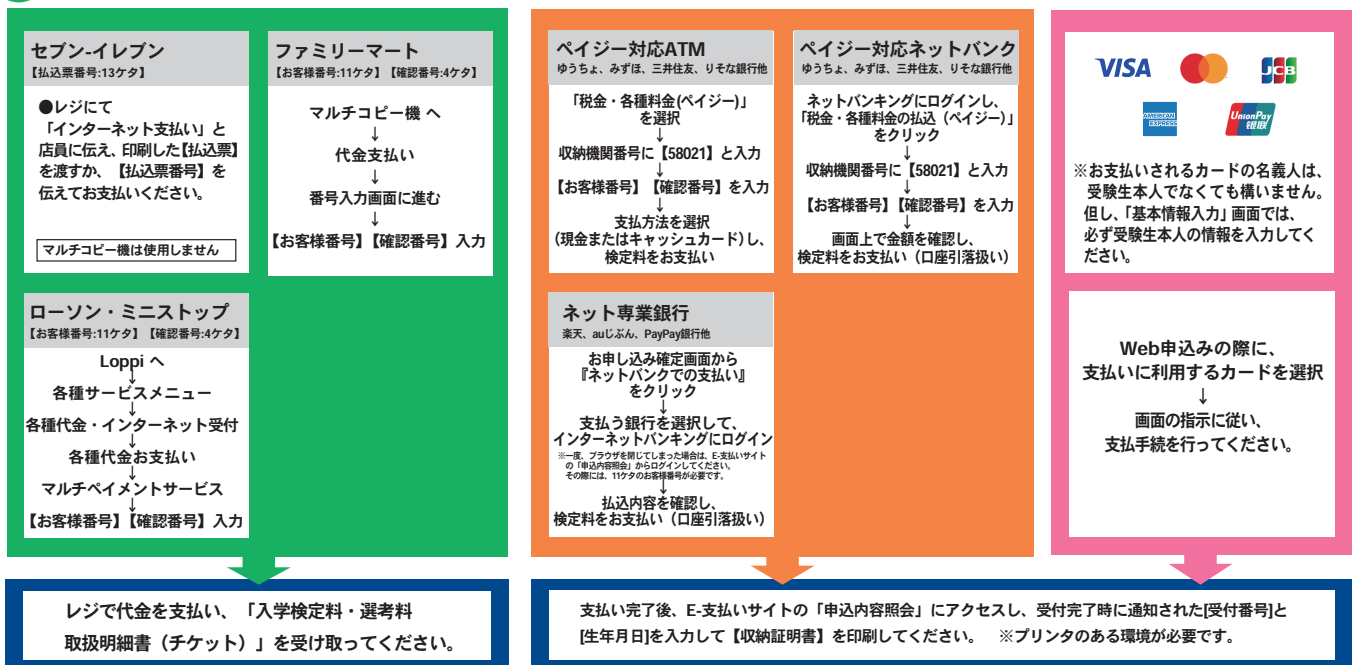 セブン-イレブン
【払込票番号:13ケタ】
●レジにて
「インターネット支払い」と
店員に伝え、印刷した【払込票】
を渡すか、【払込票番号】を
伝えてお支払いください。
マルチコピー機は使用しません
ファミリーマート
【お客様番号:11ケタ】【確認番号:4ケタ】
マルチコピー機 へ
↓
代金支払い
↓
番号入力画面に進む
↓
【お客様番号】【確認番号】入力
ローソン・ミニストップ
【お客様番号:11ケタ】【確認番号:4ケタ】
Loppi へ
↓
各種サービスメニュー
↓
各種代金・インターネット受付
↓
各種代金お支払い
↓
マルチペイメントサービス
↓
【お客様番号】【確認番号】入力
ペイジー対応ATM
ゆうちょ、みずほ、三井住友、りそな銀行他
「税金・各種料金(ペイジー)」
を選択
↓
収納機関番号に【58021】と入力
↓
【お客様番号】【確認番号】を入力
↓
支払方法を選択
(現金またはキャッシュカード)し、
検定料をお支払い
ペイジー対応ネットバンク
ゆうちょ、みずほ、三井住友、りそな銀行他
ネットバンキングにログインし、
「税金・各種料金の払込（ペイジー）」
をクリック
↓
収納機関番号に【58021】と入力
↓
【お客様番号】【確認番号】を入力
↓
画面上で金額を確認し、
検定料をお支払い（口座引落扱い）
ネット専業銀行
楽天、auじぶん、PayPay銀行他
お申し込み確定画面から
『ネットバンクでの支払い』
をクリック
↓
支払う銀行を選択して、
インターネットバンキングにログイン
※一度、ブラウザを閉じてしまった場合は、E-支払いサイト
の「申込内容照会」からログインしてください。
その際には、11ケタのお客様番号が必要です。
↓
払込内容を確認し、
検定料をお支払い（口座引落扱い）
VISA
JCB
AMERICAN EXPRESS
UnionPay
银联
※お支払いされるカードの名義人は、
受験生本人でなくても構いません。
但し、「基本情報入力」画面では、
必ず受験生本人の情報を入力してく
ださい。
Web申込みの際に、
支払いに利用するカードを選択
↓
画面の指示に従い、
支払手続を行ってください。
レジで代金を支払い、「入学検定料・選考料
取扱明細書（チケット）」を受け取ってください。
支払い完了後、E-支払いサイトの「申込内容照会」にアクセスし、受付完了時に通知された[受付番号]と
[生年月日]を入力して【収納証明書】を印刷してください。　※プリンタのある環境が必要です。